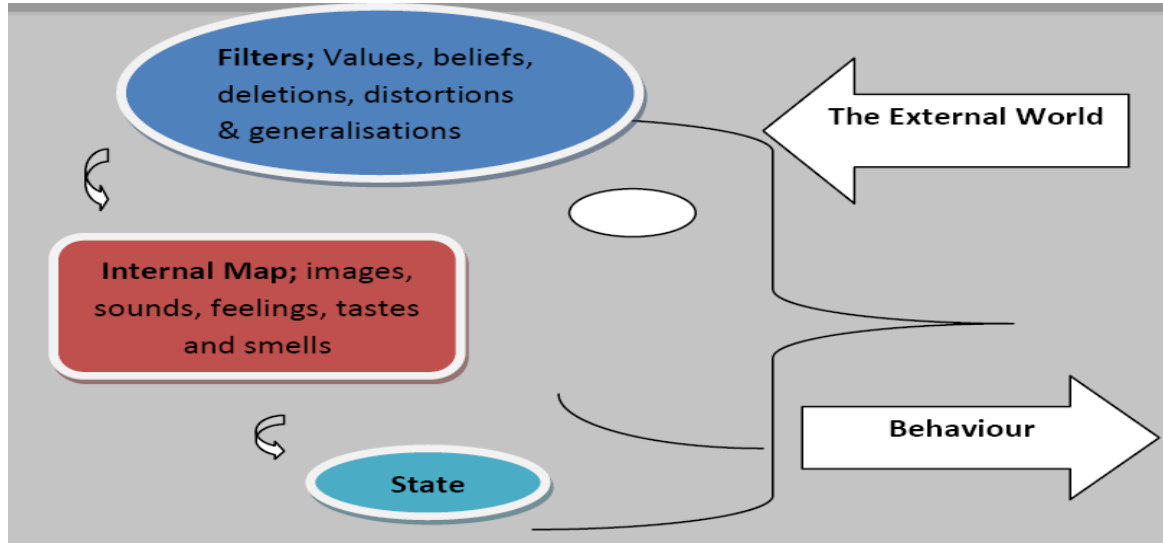 Filters; Values, beliefs,
deletions, distortions
& generalisations
The External World
Internal Map; images,
sounds, feelings, tastes
and smells
Behaviour
State